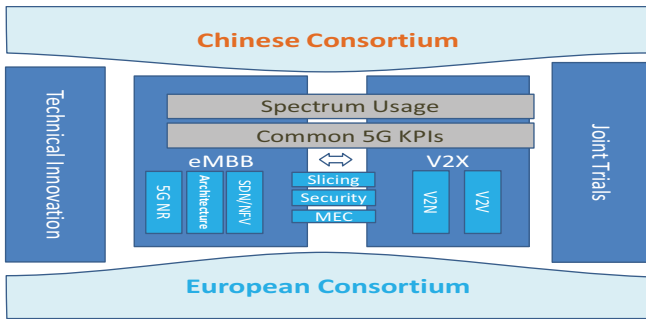 Chinese Consortium
Technical Innovation
Spectrum Usage
Common 5G KPIs
eMBB
V2X
5G NR
Architecture
SDN/NFV
Slicing
Security
MEC
V2N
V2V
Joint Trials
European Consortium